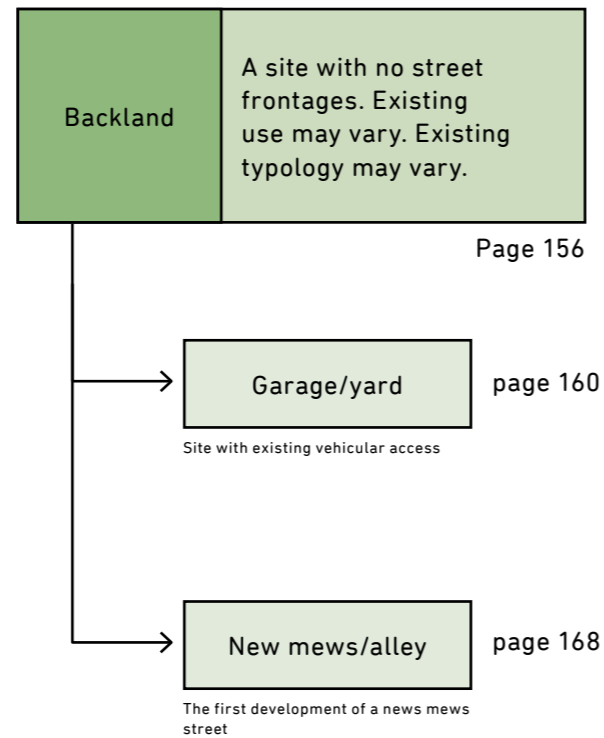 Backland
A site with no street
frontages. Existing
use may vary. Existing
typology may vary.
Page 156
Garage/yard
page 160
Site with existing vehicular access
New mews/alley
page 168
The first development of a news mews
street